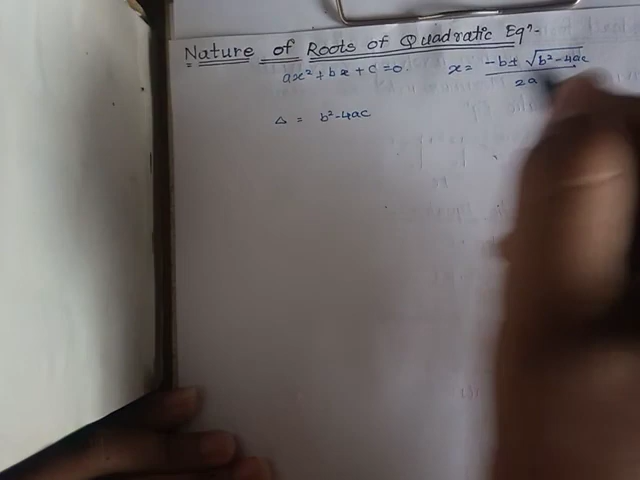 Nature of Roots of Quadratic Eqⁿ-
ax² + bx + c = 0. x = -b ± √b² - 4ac / 2a
Δ = b² - 4ac